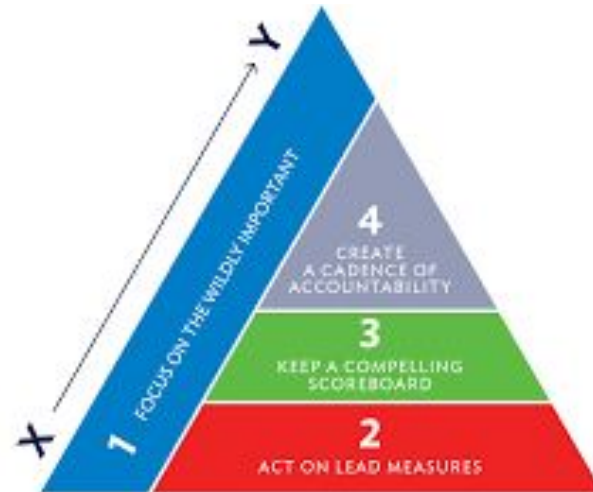 Y
X
1 FOCUS ON THE WILDLY IMPORTANT
4
CREATE
A CADENCE OF
ACCOUNTABILITY
3
KEEP A COMPELLING
SCOREBOARD
2
ACT ON LEAD MEASURES